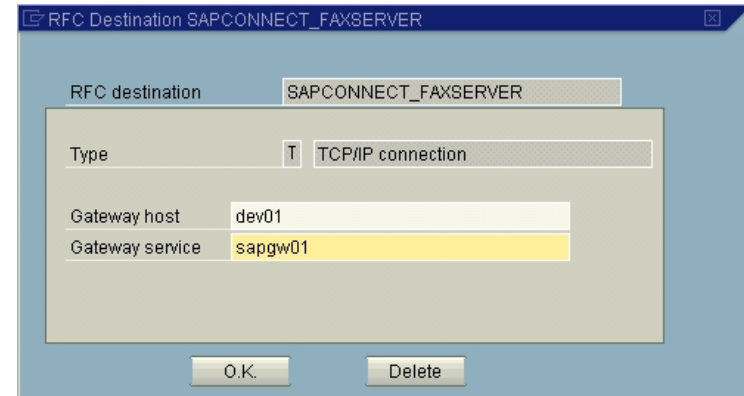 RFC Destination SAPCONNECT_FAXSERVER
RFC destination SAPCONNECT_FAXSERVER
Type T TCP/IP connection
Gateway host dev01
Gateway service sapgw01
O.K. Delete